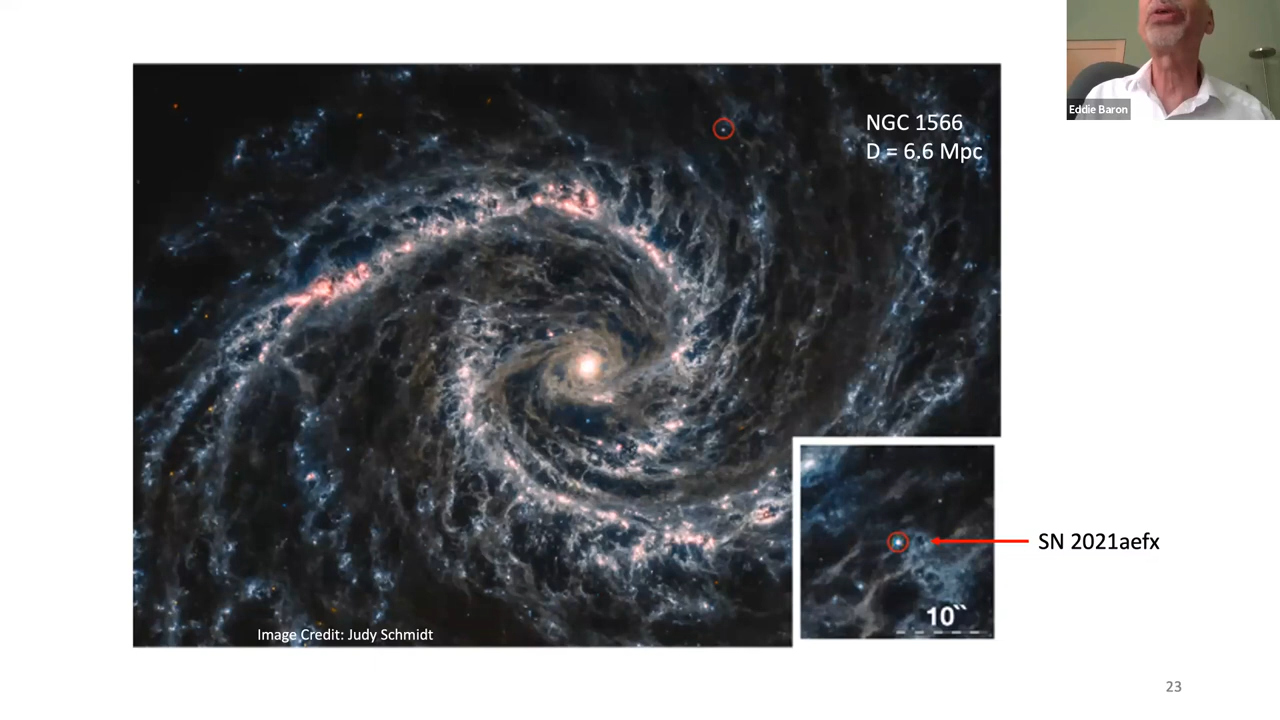 Eddie Baron
NGC 1566
D = 6.6 Mpc
SN 2021aefx
10``
Image Credit: Judy Schmidt
23